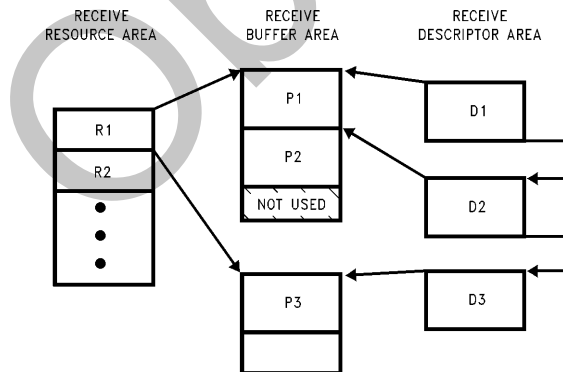 RECEIVE
RESOURCE AREA
RECEIVE
BUFFER AREA
RECEIVE
DESCRIPTOR AREA
R1
R2
P1
P2
NOT USED
P3
D1
D2
D3